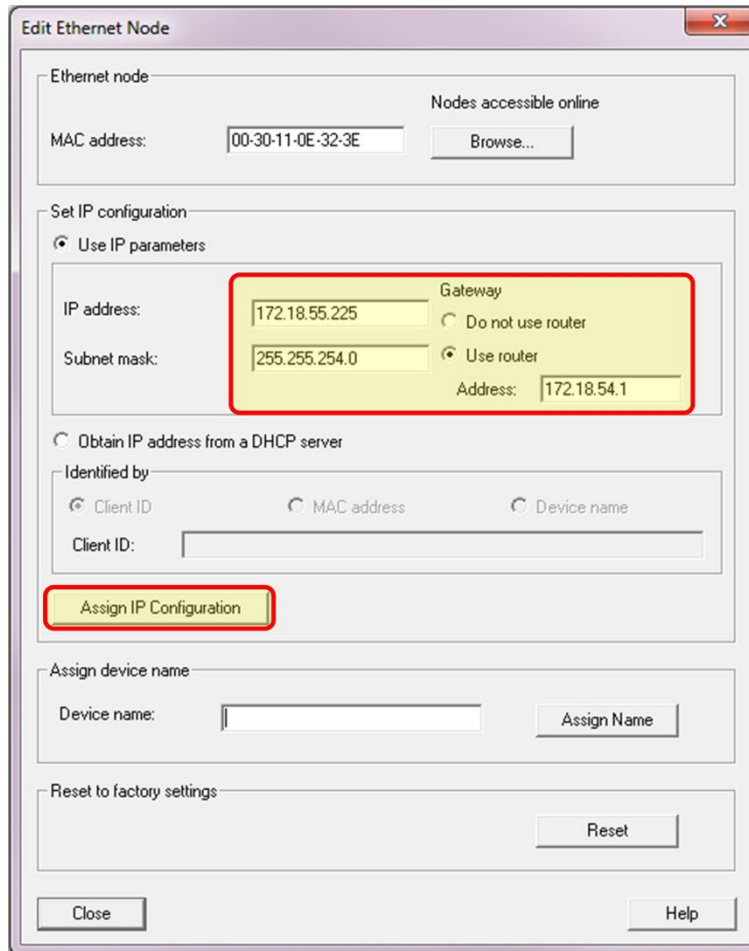 Edit Ethernet Node
Ethernet node
Nodes accessible online
MAC address: 00-30-11-0E-32-3E Browse...
Set IP configuration
Use IP parameters
Gateway
IP address: 172.18.55.225 Do not use router
Subnet mask: 255.255.254.0 Use router
Address: 172.18.54.1
Obtain IP address from a DHCP server
Identified by
Client ID MAC address Device name
Client ID:
Assign IP Configuration
Assign device name
Device name: Assign Name
Reset to factory settings
Reset
Close Help